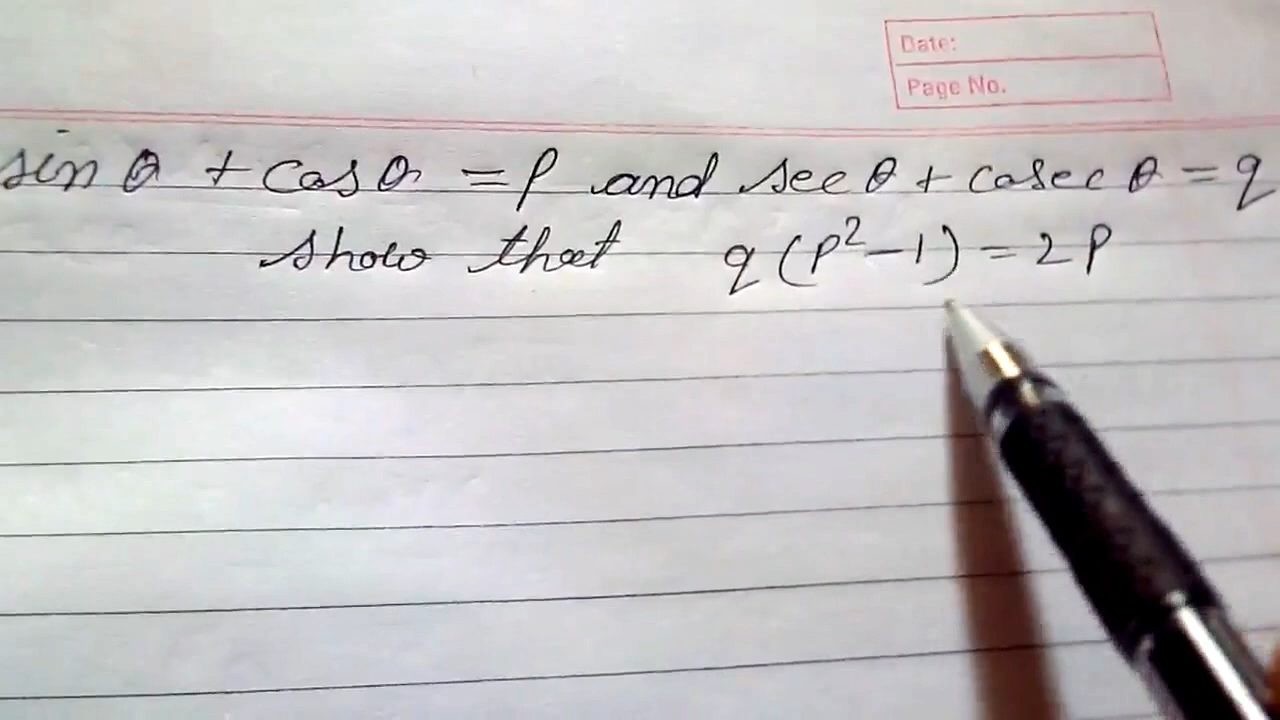 Date:
Page No.
sin θ + cos θ = p and sec θ + cosec θ = q
show that q(p²-1) = 2p